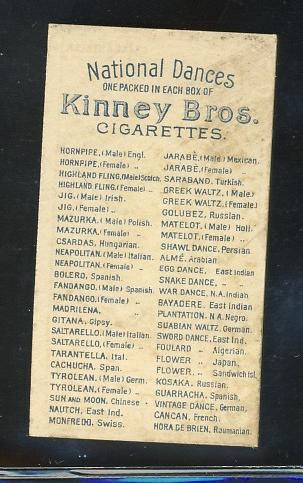 National Dances
ONE PACKED IN EACH BOX OF
Kinney Bros.
CIGARETTES.
HORNPIPE, (Male) Engl.
HORNPIPE, (Female) „
HIGHLAND FLING, (Male) Scotch.
HIGHLAND FLING, (Female) „
JIG, (Male) Irish.
JIG, (Female) „
MAZURKA, (Male) Polish.
MAZURKA, (Female) „
CSARDAS, Hungarian.
NEAPOLITAN, (Male) Italian.
NEAPOLITAN, (Female) „
BOLERO, Spanish.
FANDANGO, (Male) Spanish.
FANDANGO, (Female) „
MADRILENA, „
GITANA, Gipsy.
SALTARELLO, (Male) Italian.
SALTARELLO, (Female) „
TARANTELLA, Ital.
CACHUCHA, Span.
TYROLEAN, (Male) Germ.
TYROLEAN, (Female) „
SUN AND MOON, Chinese
NAUTCH, East Ind.
MONFREDO, Swiss.
JARABÈ, (Male) Mexican.
JARABÈ, (Female) „
SARABAND, Turkish.
GREEK WALTZ, (Male)
GREEK WALTZ, (Female)
GOLUBEZ, Russian.
MATELOT, (Male) Holl.
MATELOT, (Female) „
SHAWL DANCE, Persian
ALMÉ, Arabian
EGG DANCE, East Indian
SNAKE DANCE, „ „
WAR DANCE, N.A. Indian
BAYADERE, East Indian
PLANTATION, N.A. Negro.
SUABIAN WALTZ, German.
SWORD DANCE, East Ind.
FOULARD „ Algerian.
FLOWER „ Japan.
FLOWER, „ Sandwich Isl.
KOSAKA, Russian.
GUARRACHA, Spanish.
VINTAGE DANCE, German.
CANCAN, French.
HORA DE BRIEN, Roumanian.